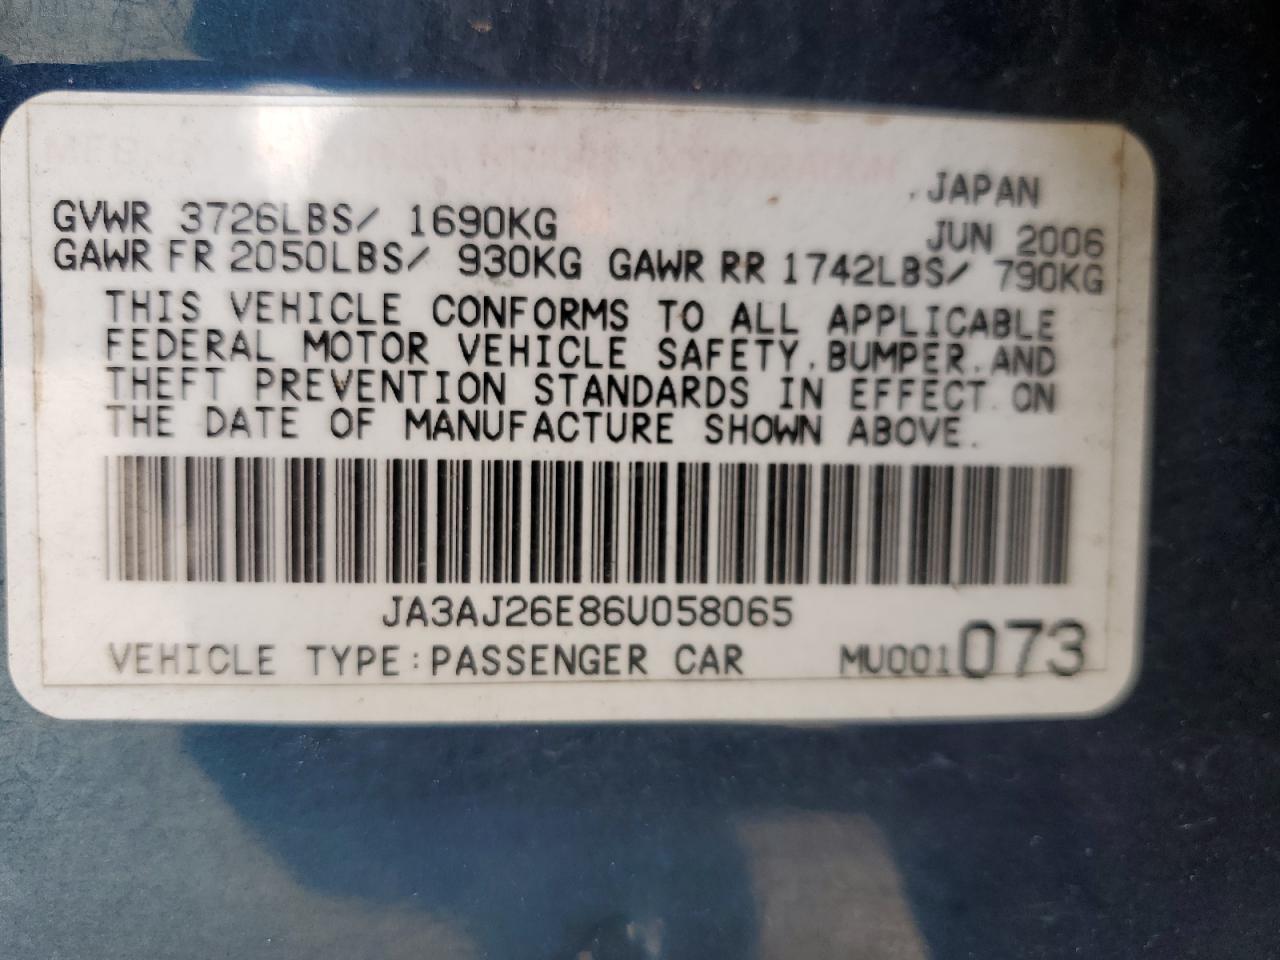 JAPAN
GVWR 3726LBS/ 1690KG JUN 2006
GAWR FR 2050LBS/ 930KG GAWR RR 1742LBS/ 790KG
THIS VEHICLE CONFORMS TO ALL APPLICABLE
FEDERAL MOTOR VEHICLE SAFETY, BUMPER, AND
THEFT PREVENTION STANDARDS IN EFFECT ON
THE DATE OF MANUFACTURE SHOWN ABOVE.
JA3AJ26E86U058065
VEHICLE TYPE:PASSENGER CAR MU001073